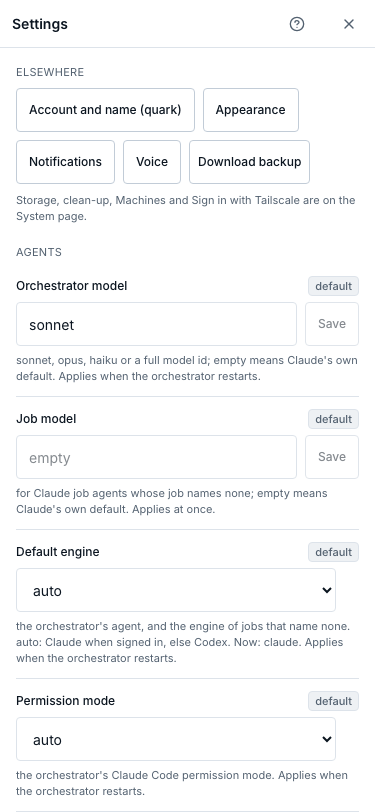 Settings
ELSEWHERE
Account and name (quark)
Appearance
Notifications
Voice
Download backup
Storage, clean-up, Machines and Sign in with Tailscale are on the
System page.
AGENTS
Orchestrator model
default
sonnet
Save
sonnet, opus, haiku or a full model id; empty means Claude's own
default. Applies when the orchestrator restarts.
Job model
default
empty
Save
for Claude job agents whose job names none; empty means
Claude's own default. Applies at once.
Default engine
default
auto
the orchestrator's agent, and the engine of jobs that name none.
auto: Claude when signed in, else Codex. Now: claude. Applies
when the orchestrator restarts.
Permission mode
default
auto
the orchestrator's Claude Code permission mode. Applies when
the orchestrator restarts.